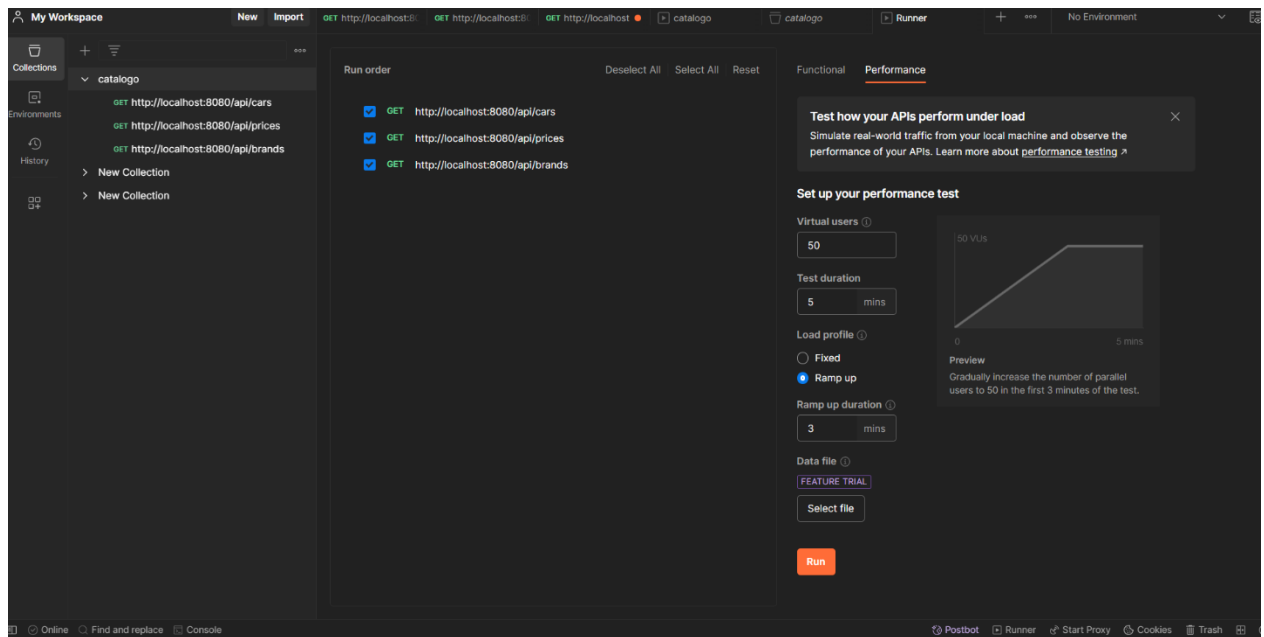 My Workspace
New Import
GET http://localhost:80
GET http://localhost:80
GET http://localhost
catalogo
catalogo
Runner
No Environment
Collections
Environments
History
catalogo
GET http://localhost:8080/api/cars
GET http://localhost:8080/api/prices
GET http://localhost:8080/api/brands
New Collection
New Collection
Run order
Deselect All Select All Reset
GET http://localhost:8080/api/cars
GET http://localhost:8080/api/prices
GET http://localhost:8080/api/brands
Functional Performance
Test how your APIs perform under load
Simulate real-world traffic from your local machine and observe the
performance of your APIs. Learn more about performance testing ↗
Set up your performance test
Virtual users
50
Test duration
5 mins
Load profile
Fixed
Ramp up
Ramp up duration
3 mins
Data file
FEATURE TRIAL
Select file
Run
50 VUs
0 5 mins
Preview
Gradually increase the number of parallel
users to 50 in the first 3 minutes of the test.
Online Find and replace Console
Postbot Runner Start Proxy Cookies Trash